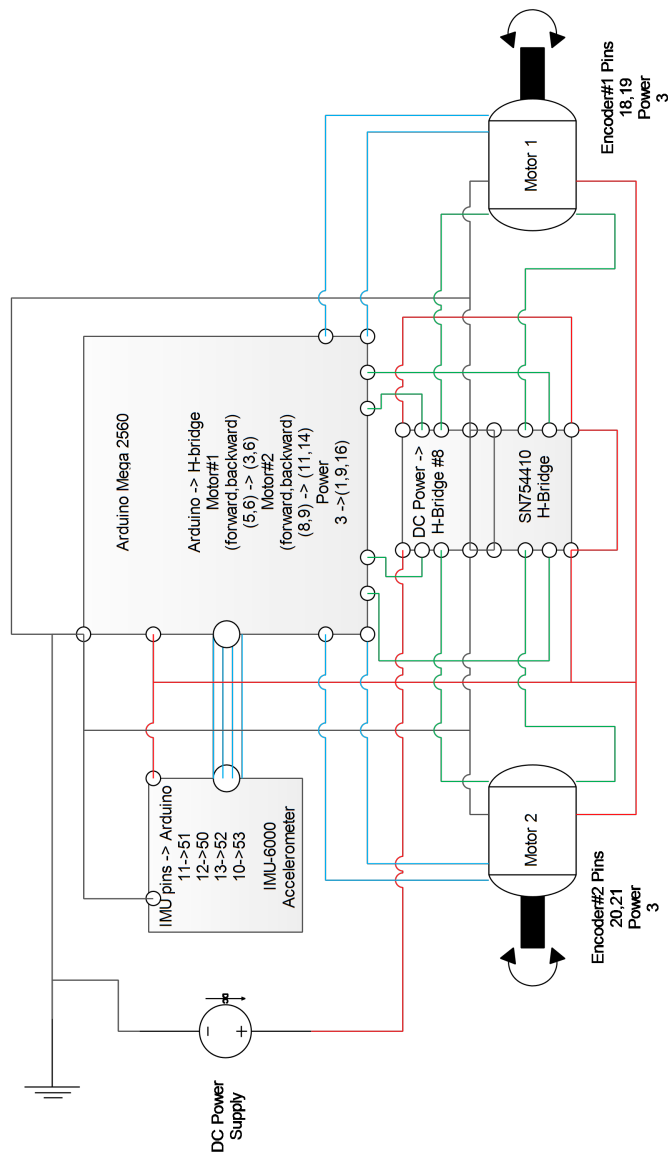 Arduino Mega 2560
Arduino -> H-bridge
Motor#1
(forward,backward)
(5,6) -> (3,6)
Motor#2
(forward,backward)
(8,9) -> (11,14)
Power
3 ->(1,9,16)
IMU pins -> Arduino
11->51
12->50
13->52
10->53
IMU-6000
Accelerometer
DC Power
Supply
−
+
DC Power ->
H-Bridge #8
SN754410
H-Bridge
Motor 1
Encoder#1 Pins
18,19
Power
3
Motor 2
Encoder#2 Pins
20,21
Power
3